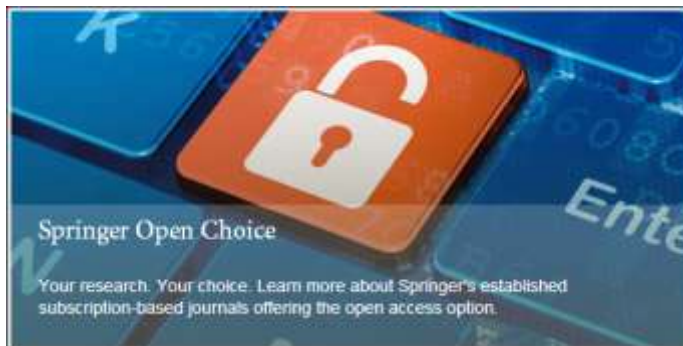 K
Ente
N
Springer Open Choice
Your research. Your choice. Learn more about Springer's established
subscription-based journals offering the open access option.